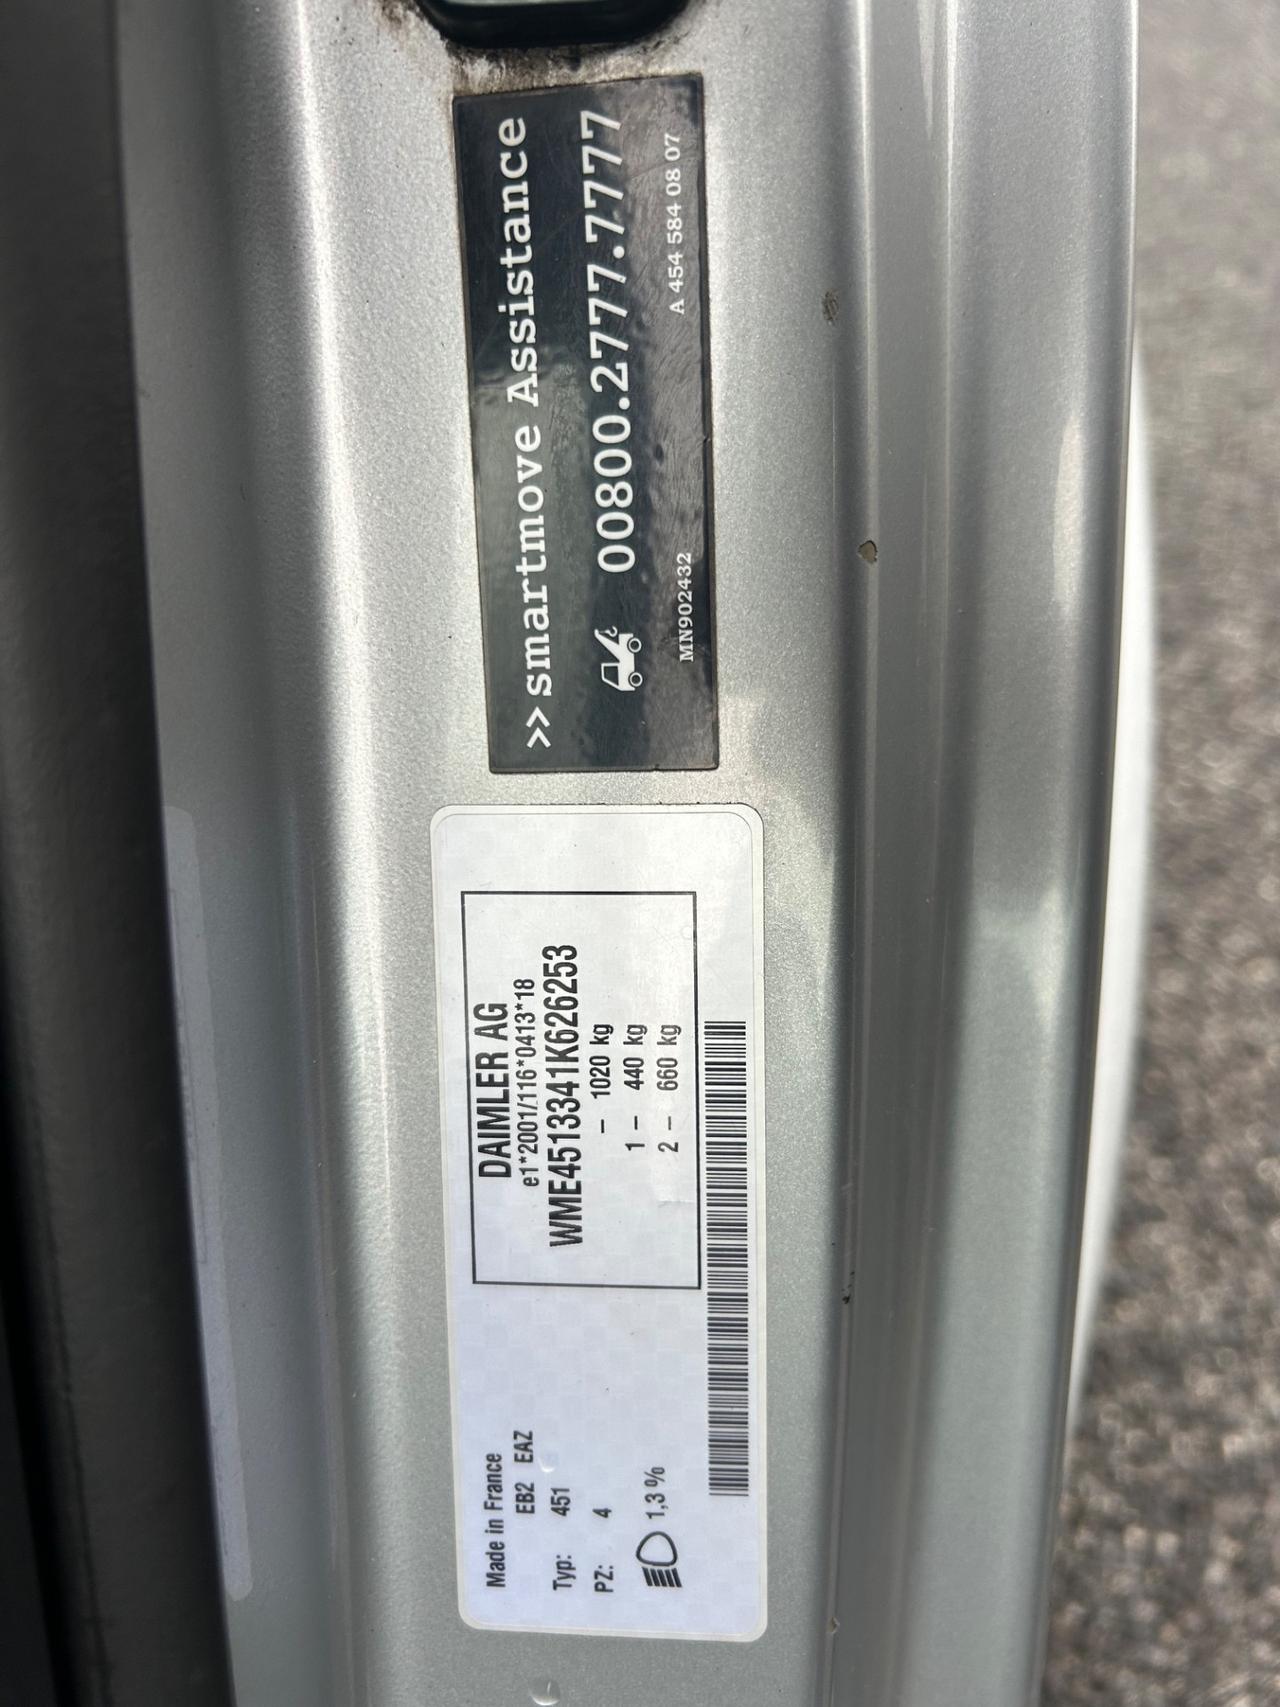 >> smartmove Assistance
00800.2777.7777
MN902432
A 454 584 08 07
Made in France
EB2 EAZ
Typ: 451
PZ: 4
1,3 %
DAIMLER AG
e1*2001/116*0413*18
WME4513341K626253
– 1020 kg
1 – 440 kg
2 – 660 kg